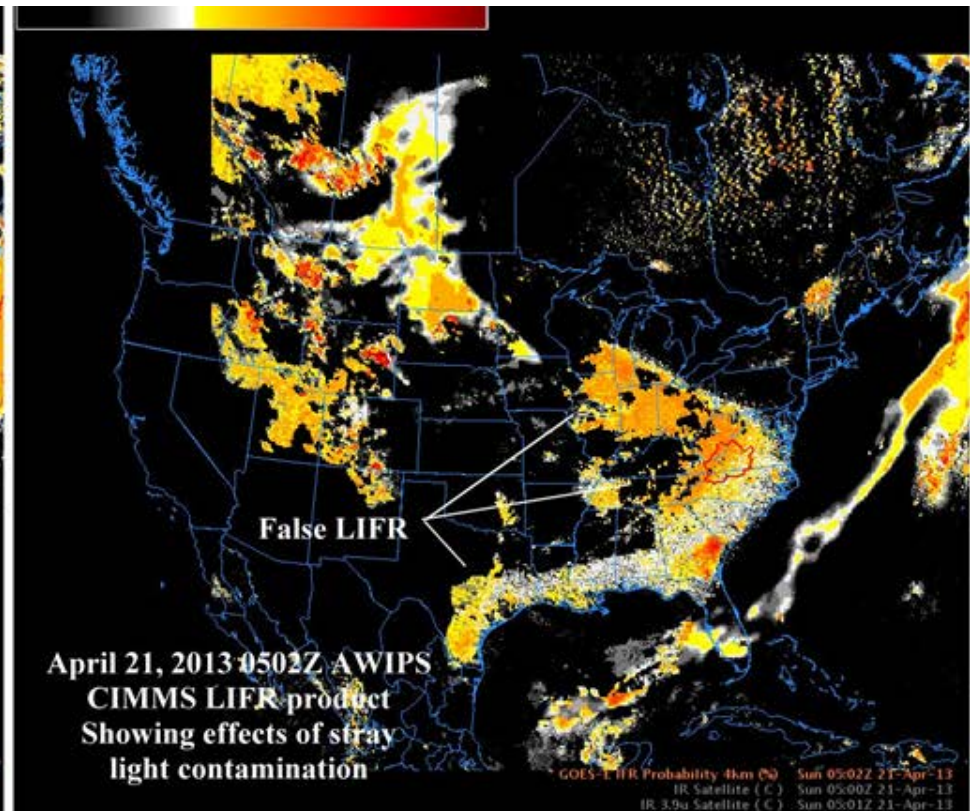 False LIFR
April 21, 2013 0502Z AWIPS
CIMMS LIFR product
Showing effects of stray
light contamination
GOES-E IFR Probability 4km (%) Sun 05:02Z 21-Apr-13
IR Satellite ( C ) Sun 05:00Z 21-Apr-13
IR 3.9u Satellite ( C ) Sun 05:01Z 21-Apr-13